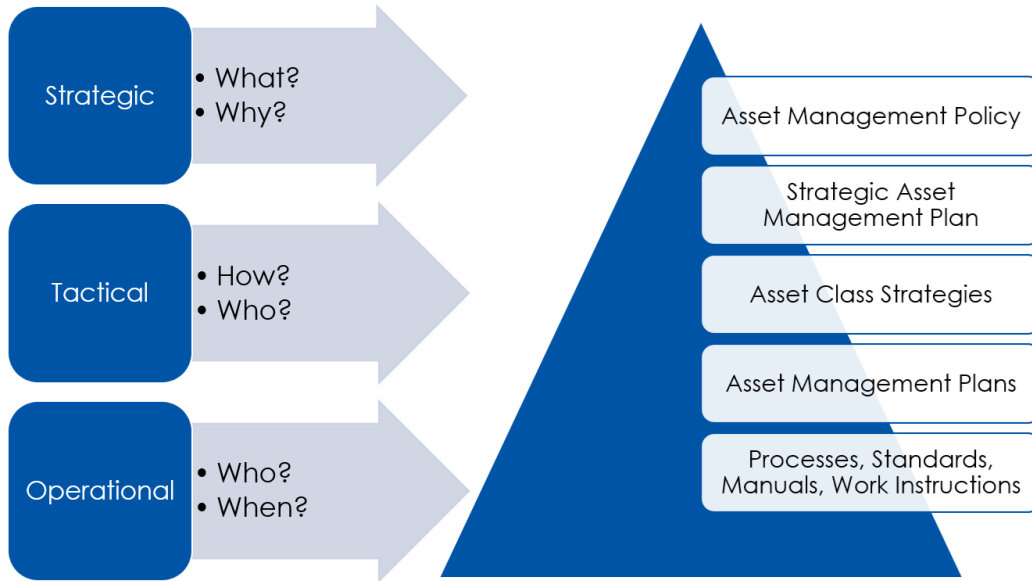 Strategic
• What?
• Why?
Tactical
• How?
• Who?
Operational
• Who?
• When?
Asset Management Policy
Strategic Asset
Management Plan
Asset Class Strategies
Asset Management Plans
Processes, Standards,
Manuals, Work Instructions